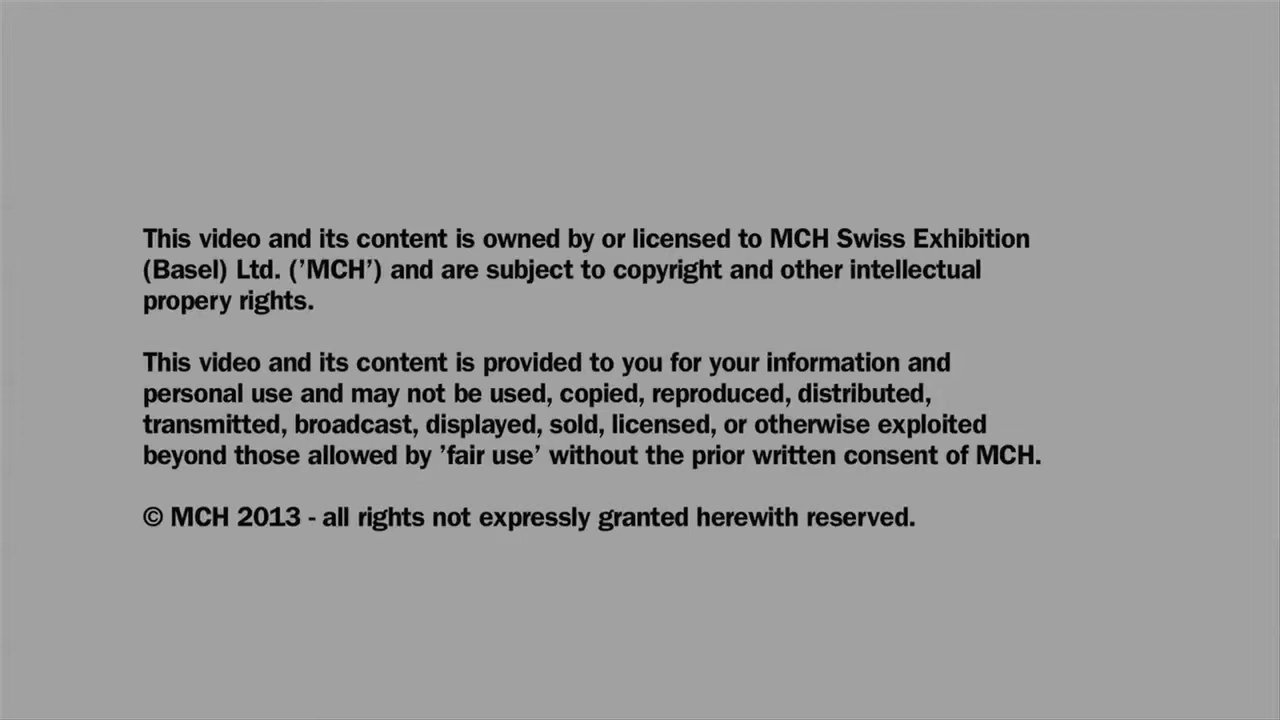 This video and its content is owned by or licensed to MCH Swiss Exhibition
(Basel) Ltd. (’MCH’) and are subject to copyright and other intellectual
propery rights.
This video and its content is provided to you for your information and
personal use and may not be used, copied, reproduced, distributed,
transmitted, broadcast, displayed, sold, licensed, or otherwise exploited
beyond those allowed by ’fair use’ without the prior written consent of MCH.
© MCH 2013 - all rights not expressly granted herewith reserved.